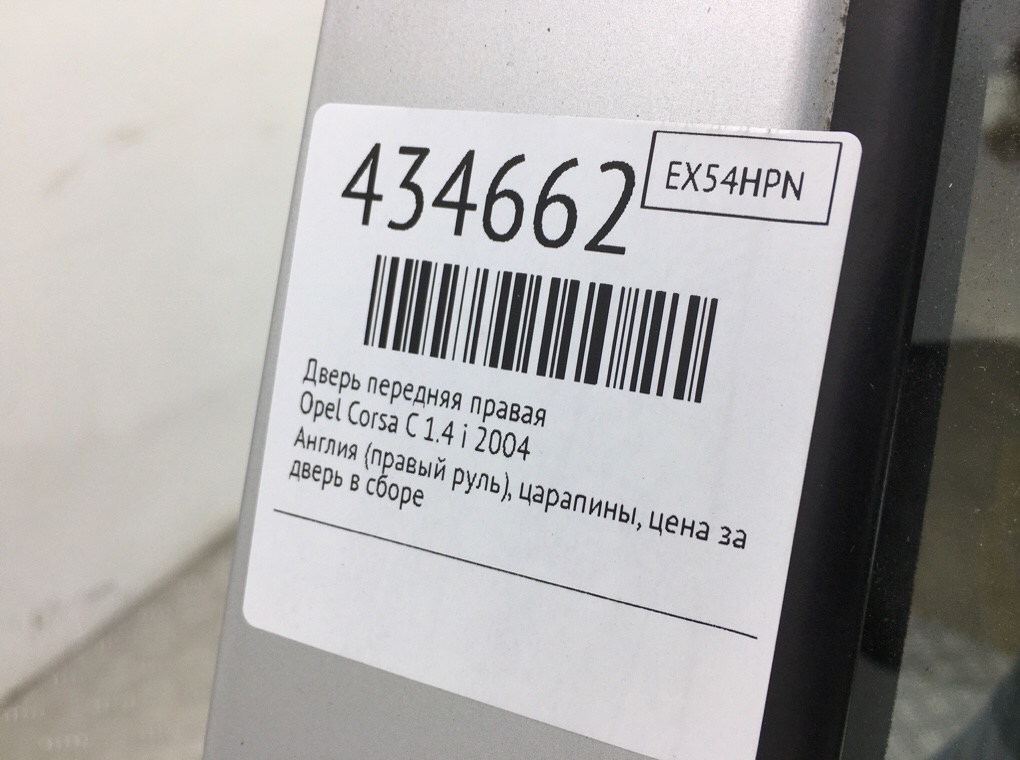 434662
EX54HPN
Дверь передняя правая
Opel Corsa C 1.4 i 2004
Англия (правый руль), царапины, цена за
дверь в сборе